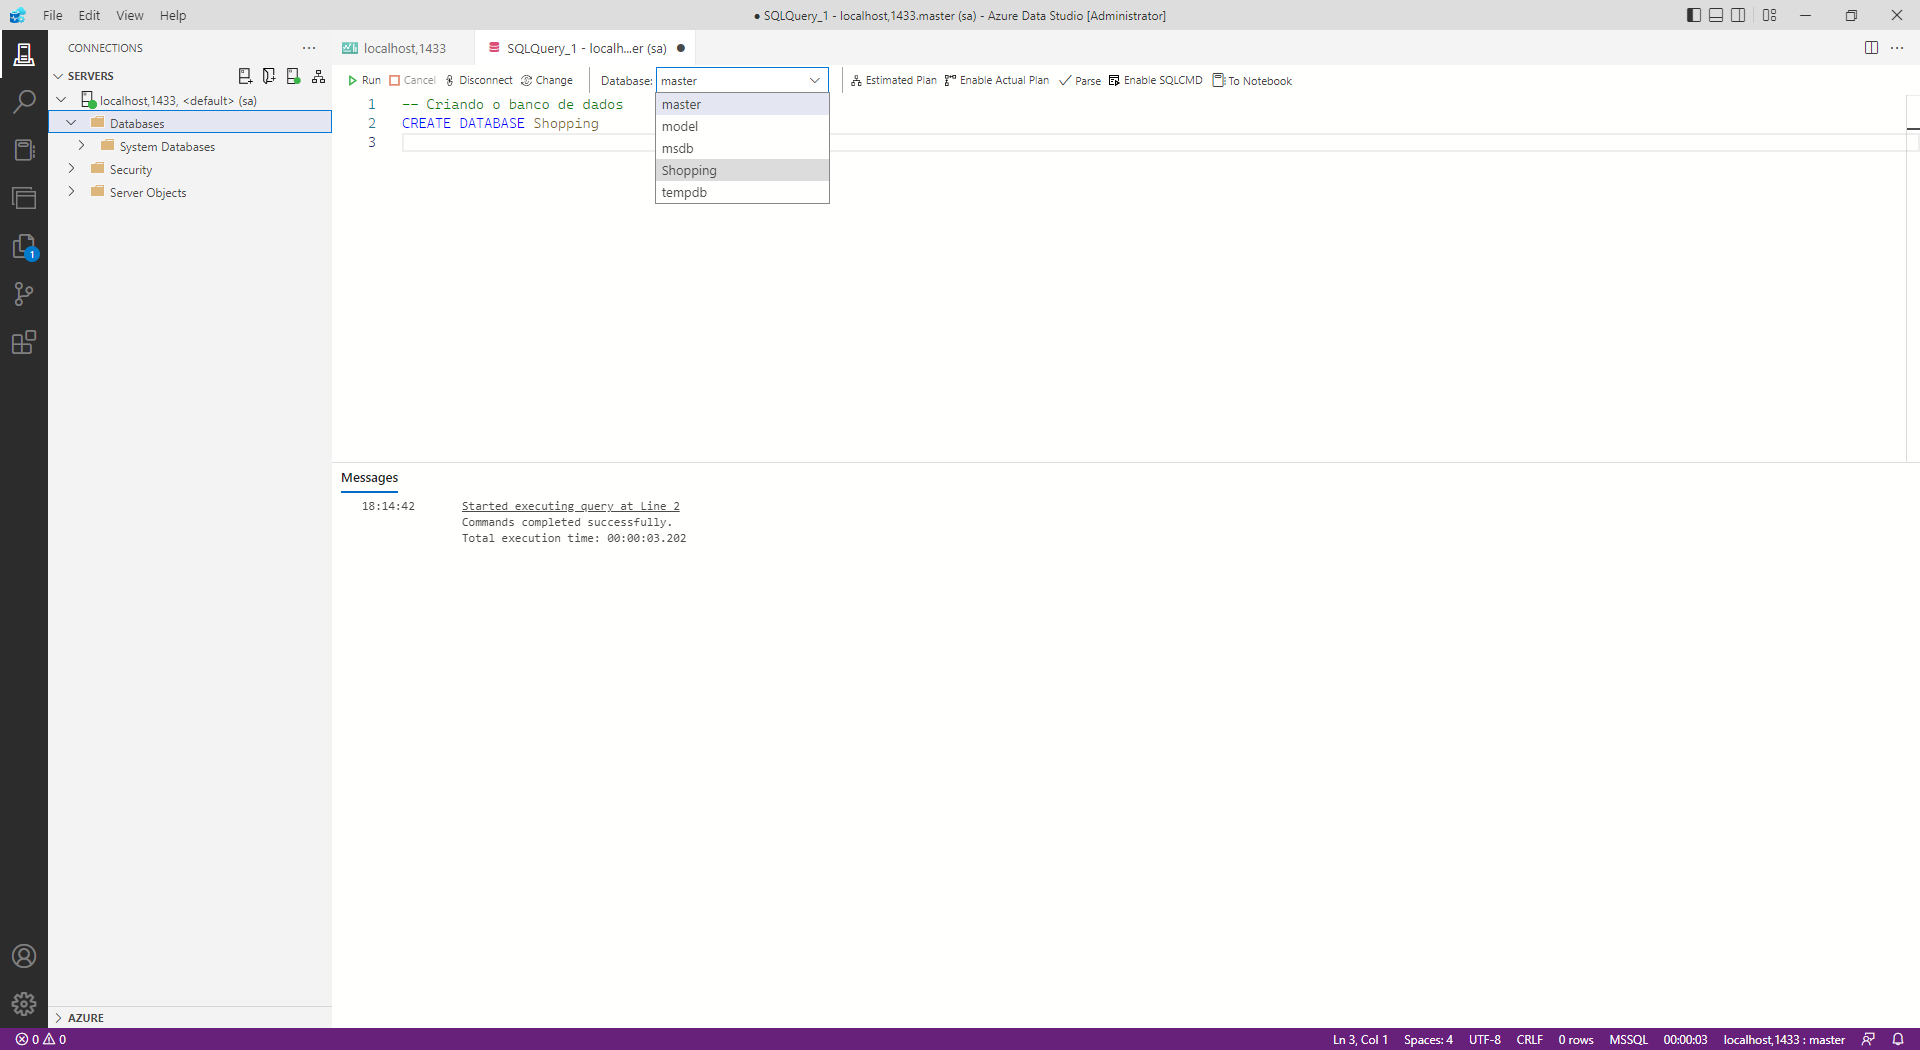 File Edit View Help
● SQLQuery_1 - localhost,1433.master (sa) - Azure Data Studio [Administrator]
CONNECTIONS
localhost,1433
SQLQuery_1 - localh...er (sa)
SERVERS
Run Cancel Disconnect Change Database: master Estimated Plan Enable Actual Plan Parse Enable SQLCMD To Notebook
localhost,1433, <default> (sa)
Databases
System Databases
Security
Server Objects
1 -- Criando o banco de dados
2 CREATE DATABASE Shopping
3
master
model
msdb
Shopping
tempdb
1
Messages
18:14:42 Started executing query at Line 2
Commands completed successfully.
Total execution time: 00:00:03.202
AZURE
0 0
Ln 3, Col 1 Spaces: 4 UTF-8 CRLF 0 rows MSSQL 00:00:03 localhost,1433 : master